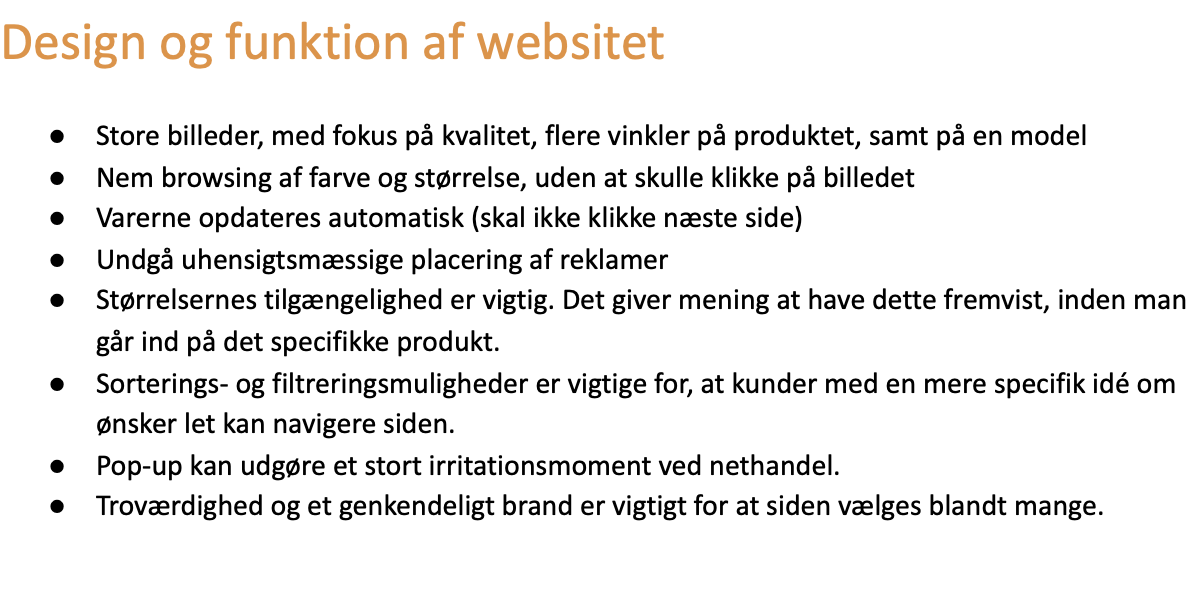 Design og funktion af websitet
● Store billeder, med fokus på kvalitet, flere vinkler på produktet, samt på en model
● Nem browsing af farve og størrelse, uden at skulle klikke på billedet
● Varerne opdateres automatisk (skal ikke klikke næste side)
● Undgå uhensigtsmæssige placering af reklamer
● Størrelsernes tilgængelighed er vigtig. Det giver mening at have dette fremvist, inden man
går ind på det specifikke produkt.
● Sorterings- og filtreringsmuligheder er vigtige for, at kunder med en mere specifik idé om
ønsker let kan navigere siden.
● Pop-up kan udgøre et stort irritationsmoment ved nethandel.
● Troværdighed og et genkendeligt brand er vigtigt for at siden vælges blandt mange.